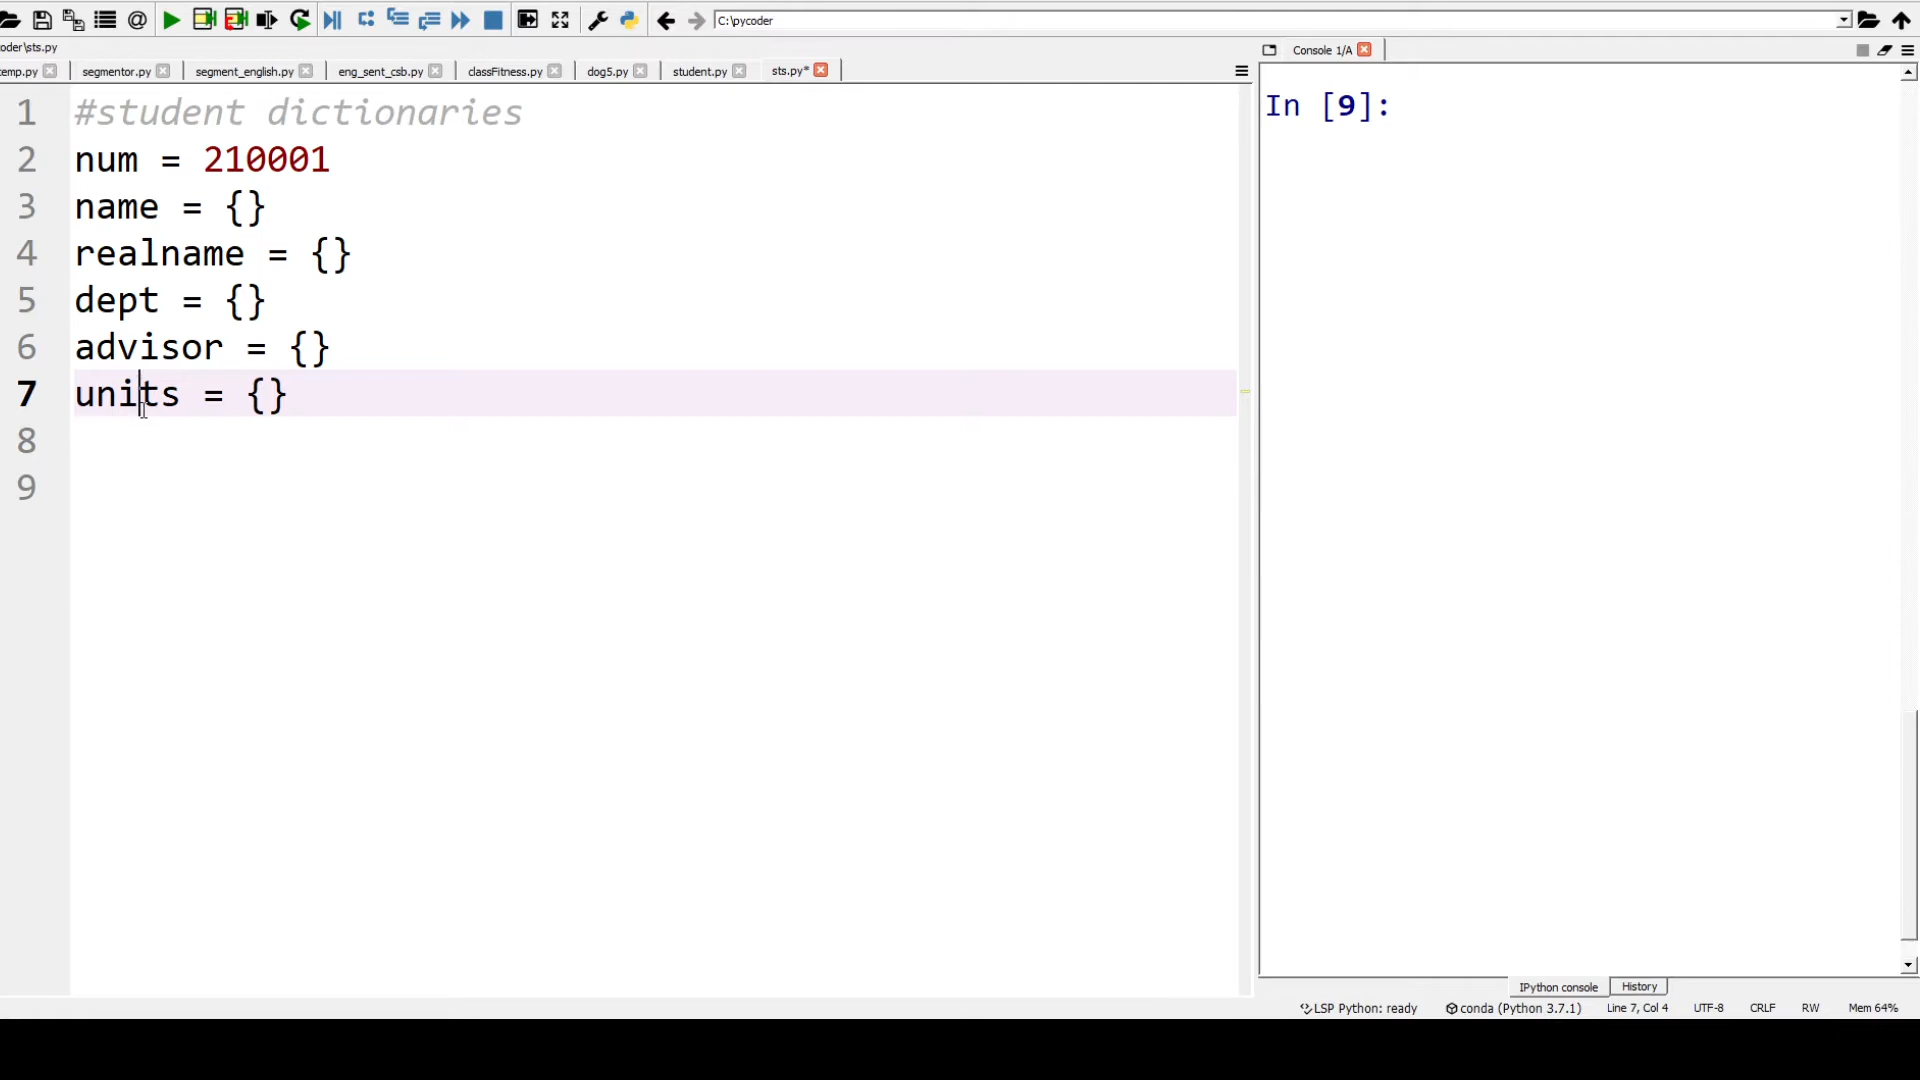 C:\pycoder
oder\sts.py
Console 1/A
temp.py segmentor.py segment_english.py eng_sent_csb.py classFitness.py dog5.py student.py sts.py*
1 #student dictionaries
2 num = 210001
3 name = {}
4 realname = {}
5 dept = {}
6 advisor = {}
7 units = {}
8
9
In [9]:
IPython console History
LSP Python: ready conda (Python 3.7.1) Line 7, Col 4 UTF-8 CRLF RW Mem 64%